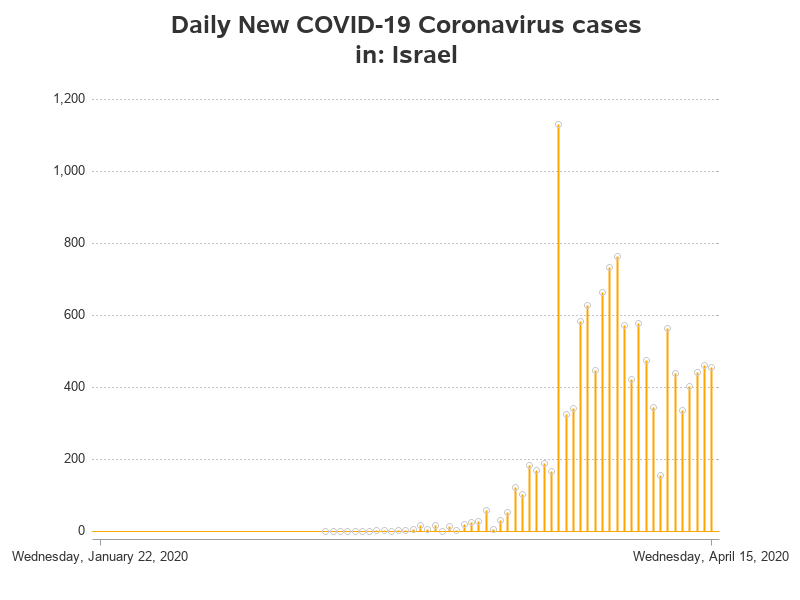 Daily New COVID-19 Coronavirus cases
in: Israel
1,200
1,000
800
600
400
200
0
Wednesday, January 22, 2020
Wednesday, April 15, 2020